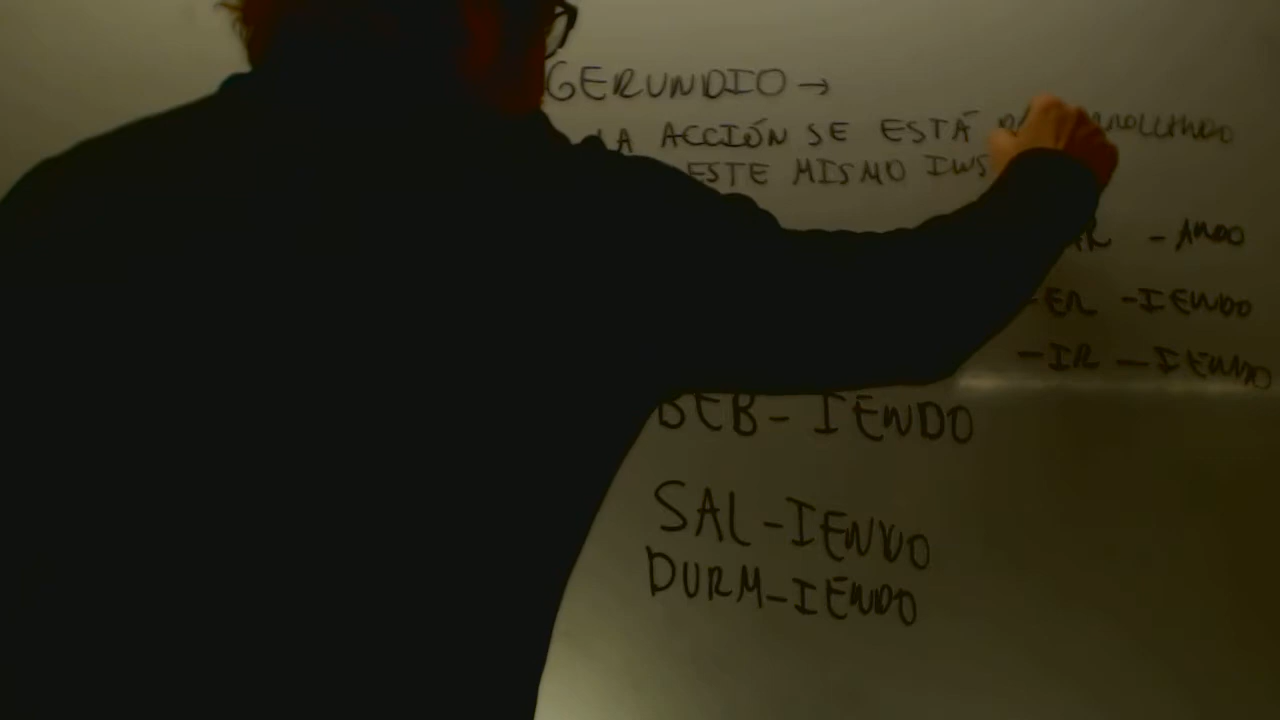 GERUNDIO →
LA ACCIÓN SE ESTÁ
ESTE MISMO INS
AR - ANDO
-ER -IENDO
-IR -IENDO
BEB- IENDO
SAL-IENDO
DURM-IENDO